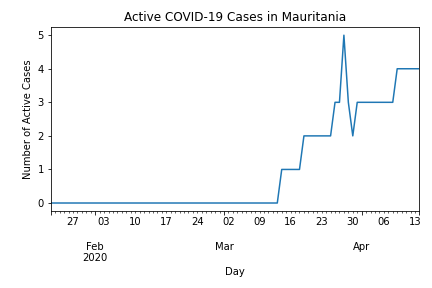 Active COVID-19 Cases in Mauritania
Number of Active Cases
5
4
3
2
1
0
27 03 10 17 24 02 09 16 23 30 06 13
Feb Mar Apr
2020
Day